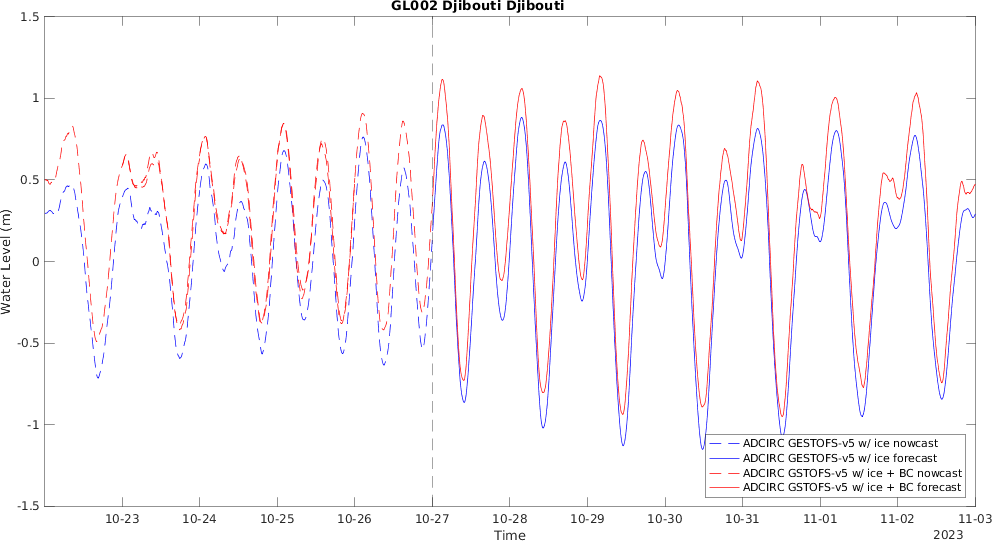 GL002 Djibouti Djibouti
1.5
1
0.5
0
-0.5
-1
-1.5
Water Level (m)
ADCIRC GESTOFS-v5 w/ ice nowcast
ADCIRC GESTOFS-v5 w/ ice forecast
ADCIRC GSTOFS-v5 w/ ice + BC nowcast
ADCIRC GSTOFS-v5 w/ ice + BC forecast
10-23 10-24 10-25 10-26 10-27 10-28 10-29 10-30 10-31 11-01 11-02 11-03
Time
2023